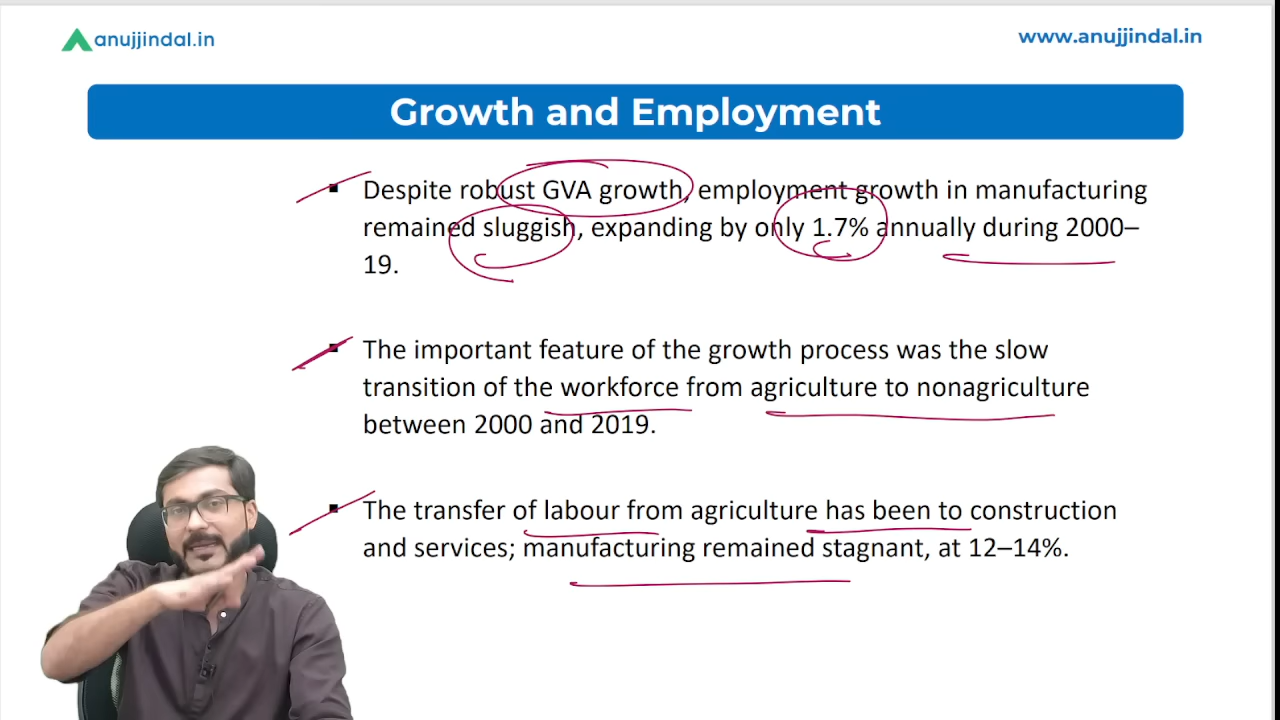 anujjindal.in
www.anujjindal.in
Growth and Employment
▪ Despite robust GVA growth, employment growth in manufacturing
remained sluggish, expanding by only 1.7% annually during 2000–
19.
▪ The important feature of the growth process was the slow
transition of the workforce from agriculture to nonagriculture
between 2000 and 2019.
▪ The transfer of labour from agriculture has been to construction
and services; manufacturing remained stagnant, at 12–14%.